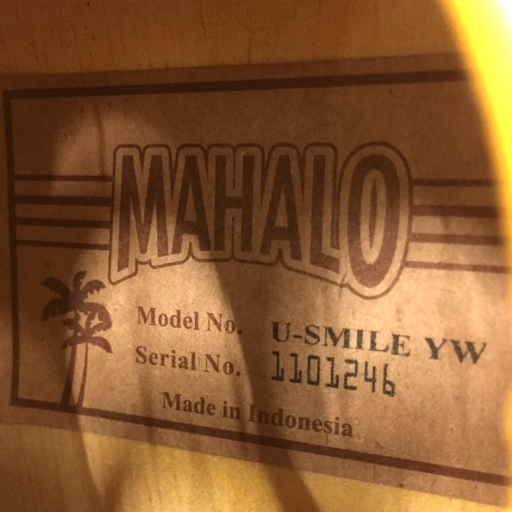 MAHALO
Model No. U-SMILE YW
Serial No. 1101246
Made in Indonesia